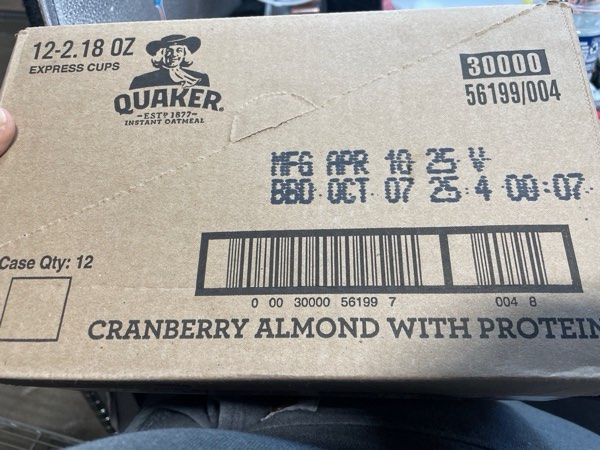 12-2.18 OZ
EXPRESS CUPS
QUAKER®
-ESTD 1877-
INSTANT OATMEAL
30000
56199/004
MFG APR 10 25 V
BBD OCT 07 25 4 00:07
Case Qty: 12
0 00 30000 56199 7
004 8
CRANBERRY ALMOND WITH PROTEIN